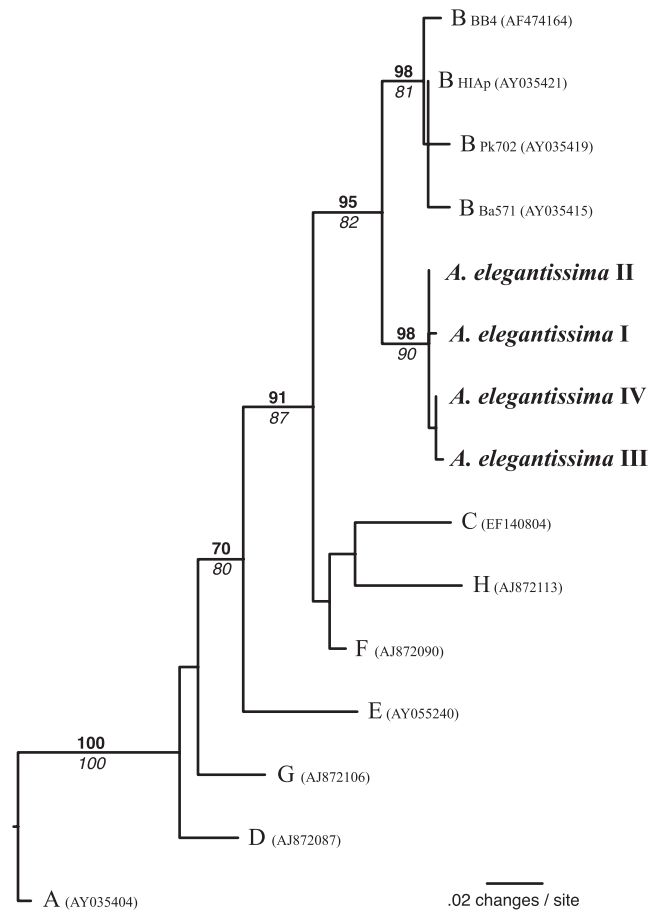 B BB4 (AF474164)
98
81
B HIAp (AY035421)
B Pk702 (AY035419)
95
82
B Ba571 (AY035415)
A. elegantissima II
98
90
A. elegantissima I
91
87
A. elegantissima IV
A. elegantissima III
C (EF140804)
70
80
H (AJ872113)
F (AJ872090)
E (AY055240)
100
100
G (AJ872106)
D (AJ872087)
A (AY035404)
.02 changes / site